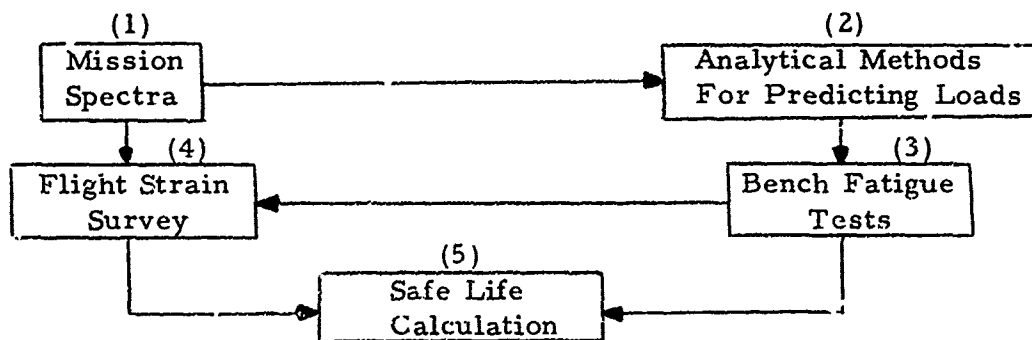 (1)
Mission
Spectra
(2)
Analytical Methods
For Predicting Loads
(4)
Flight Strain
Survey
(3)
Bench Fatigue
Tests
(5)
Safe Life
Calculation